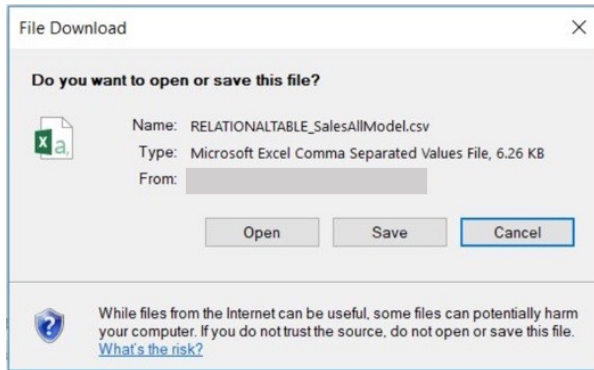 File Download
Do you want to open or save this file?
Name: RELATIONALTABLE_SalesAllModel.csv
Type: Microsoft Excel Comma Separated Values File, 6.26 KB
From:
Open Save Cancel
While files from the Internet can be useful, some files can potentially harm
your computer. If you do not trust the source, do not open or save this file.
What's the risk?